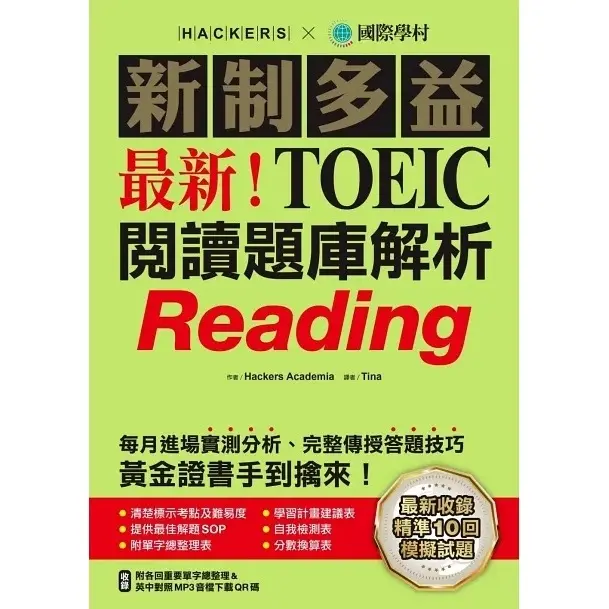 HACKERS × 國際學村
新制多益
最新！TOEIC
閱讀題庫解析
Reading
作者/Hackers Academia 譯者/Tina
每月進場實測分析、完整傳授答題技巧
黃金證書手到擒來！
• 清楚標示考點及難易度 • 學習計畫建議表
• 提供最佳解題SOP • 自我檢測表
• 附單字總整理表 • 分數換算表
最新收錄
精準10回
模擬試題
收錄 附各回重要單字總整理&
英中對照MP3音檔下載QR碼